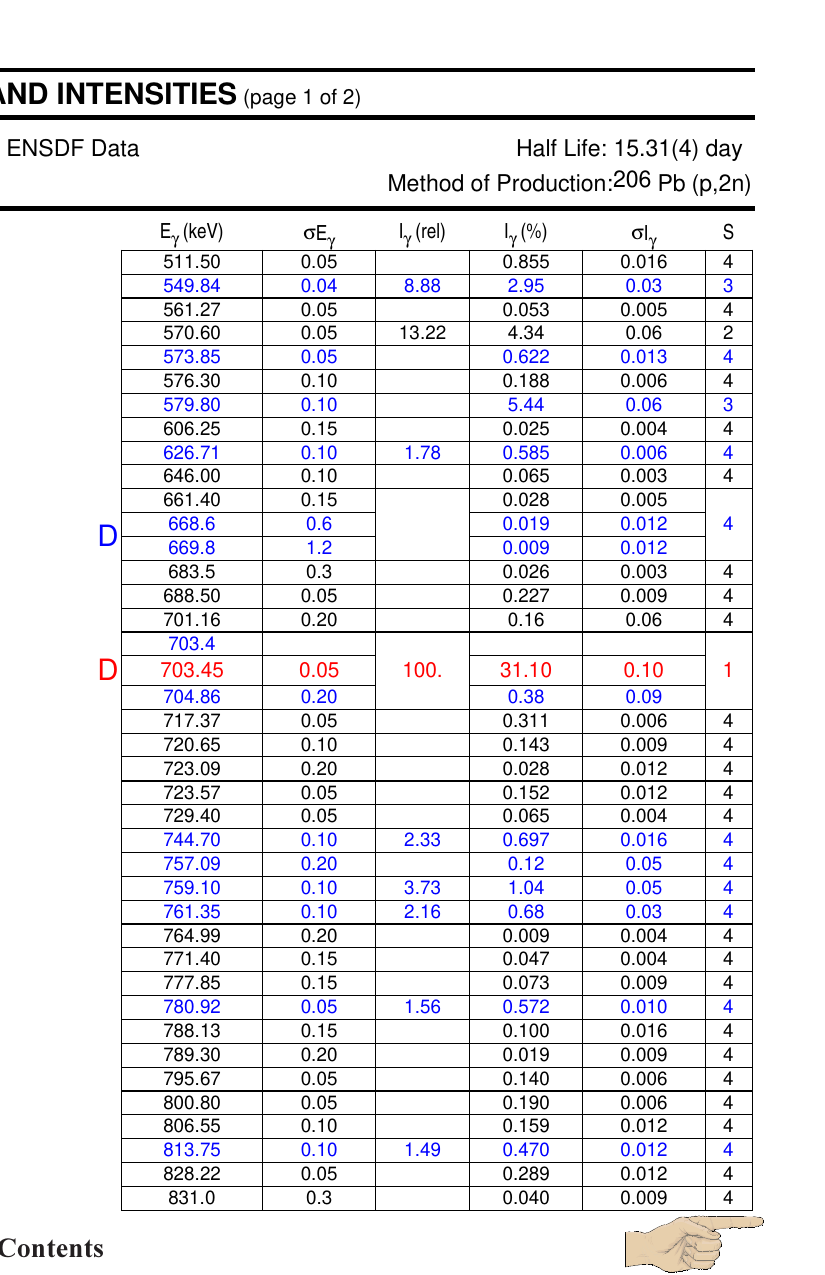 AND INTENSITIES (page 1 of 2)
ENSDF Data Half Life: 15.31(4) day
Method of Production:206 Pb (p,2n)
Eγ (keV) σEγ Iγ (rel) Iγ (%) σIγ S
511.50 0.05 0.855 0.016 4
549.84 0.04 8.88 2.95 0.03 3
561.27 0.05 0.053 0.005 4
570.60 0.05 13.22 4.34 0.06 2
573.85 0.05 0.622 0.013 4
576.30 0.10 0.188 0.006 4
579.80 0.10 5.44 0.06 3
606.25 0.15 0.025 0.004 4
626.71 0.10 1.78 0.585 0.006 4
646.00 0.10 0.065 0.003 4
661.40 0.15 0.028 0.005
D 668.6 0.6 0.019 0.012 4
669.8 1.2 0.009 0.012
683.5 0.3 0.026 0.003 4
688.50 0.05 0.227 0.009 4
701.16 0.20 0.16 0.06 4
703.4
D 703.45 0.05 100. 31.10 0.10 1
704.86 0.20 0.38 0.09
717.37 0.05 0.311 0.006 4
720.65 0.10 0.143 0.009 4
723.09 0.20 0.028 0.012 4
723.57 0.05 0.152 0.012 4
729.40 0.05 0.065 0.004 4
744.70 0.10 2.33 0.697 0.016 4
757.09 0.20 0.12 0.05 4
759.10 0.10 3.73 1.04 0.05 4
761.35 0.10 2.16 0.68 0.03 4
764.99 0.20 0.009 0.004 4
771.40 0.15 0.047 0.004 4
777.85 0.15 0.073 0.009 4
780.92 0.05 1.56 0.572 0.010 4
788.13 0.15 0.100 0.016 4
789.30 0.20 0.019 0.009 4
795.67 0.05 0.140 0.006 4
800.80 0.05 0.190 0.006 4
806.55 0.10 0.159 0.012 4
813.75 0.10 1.49 0.470 0.012 4
828.22 0.05 0.289 0.012 4
831.0 0.3 0.040 0.009 4
Contents